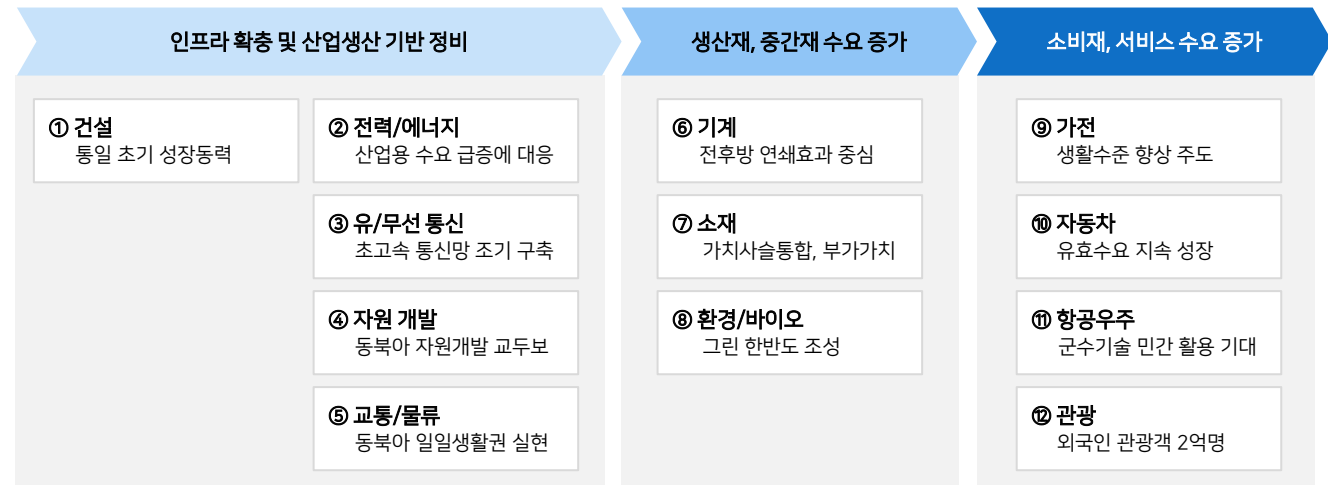 인프라 확충 및 산업생산 기반 정비
① 건설
통일 초기 성장동력
② 전력/에너지
산업용 수요 급증에 대응
③ 유/무선 통신
초고속 통신망 조기 구축
④ 자원 개발
동북아 자원개발 교두보
⑤ 교통/물류
동북아 일일생활권 실현
생산재, 중간재 수요 증가
⑥ 기계
전후방 연쇄효과 중심
⑦ 소재
가치사슬통합, 부가가치
⑧ 환경/바이오
그린 한반도 조성
소비재, 서비스 수요 증가
⑨ 가전
생활수준 향상 주도
⑩ 자동차
유효수요 지속 성장
⑪ 항공우주
군수기술 민간 활용 기대
⑫ 관광
외국인 관광객 2억명